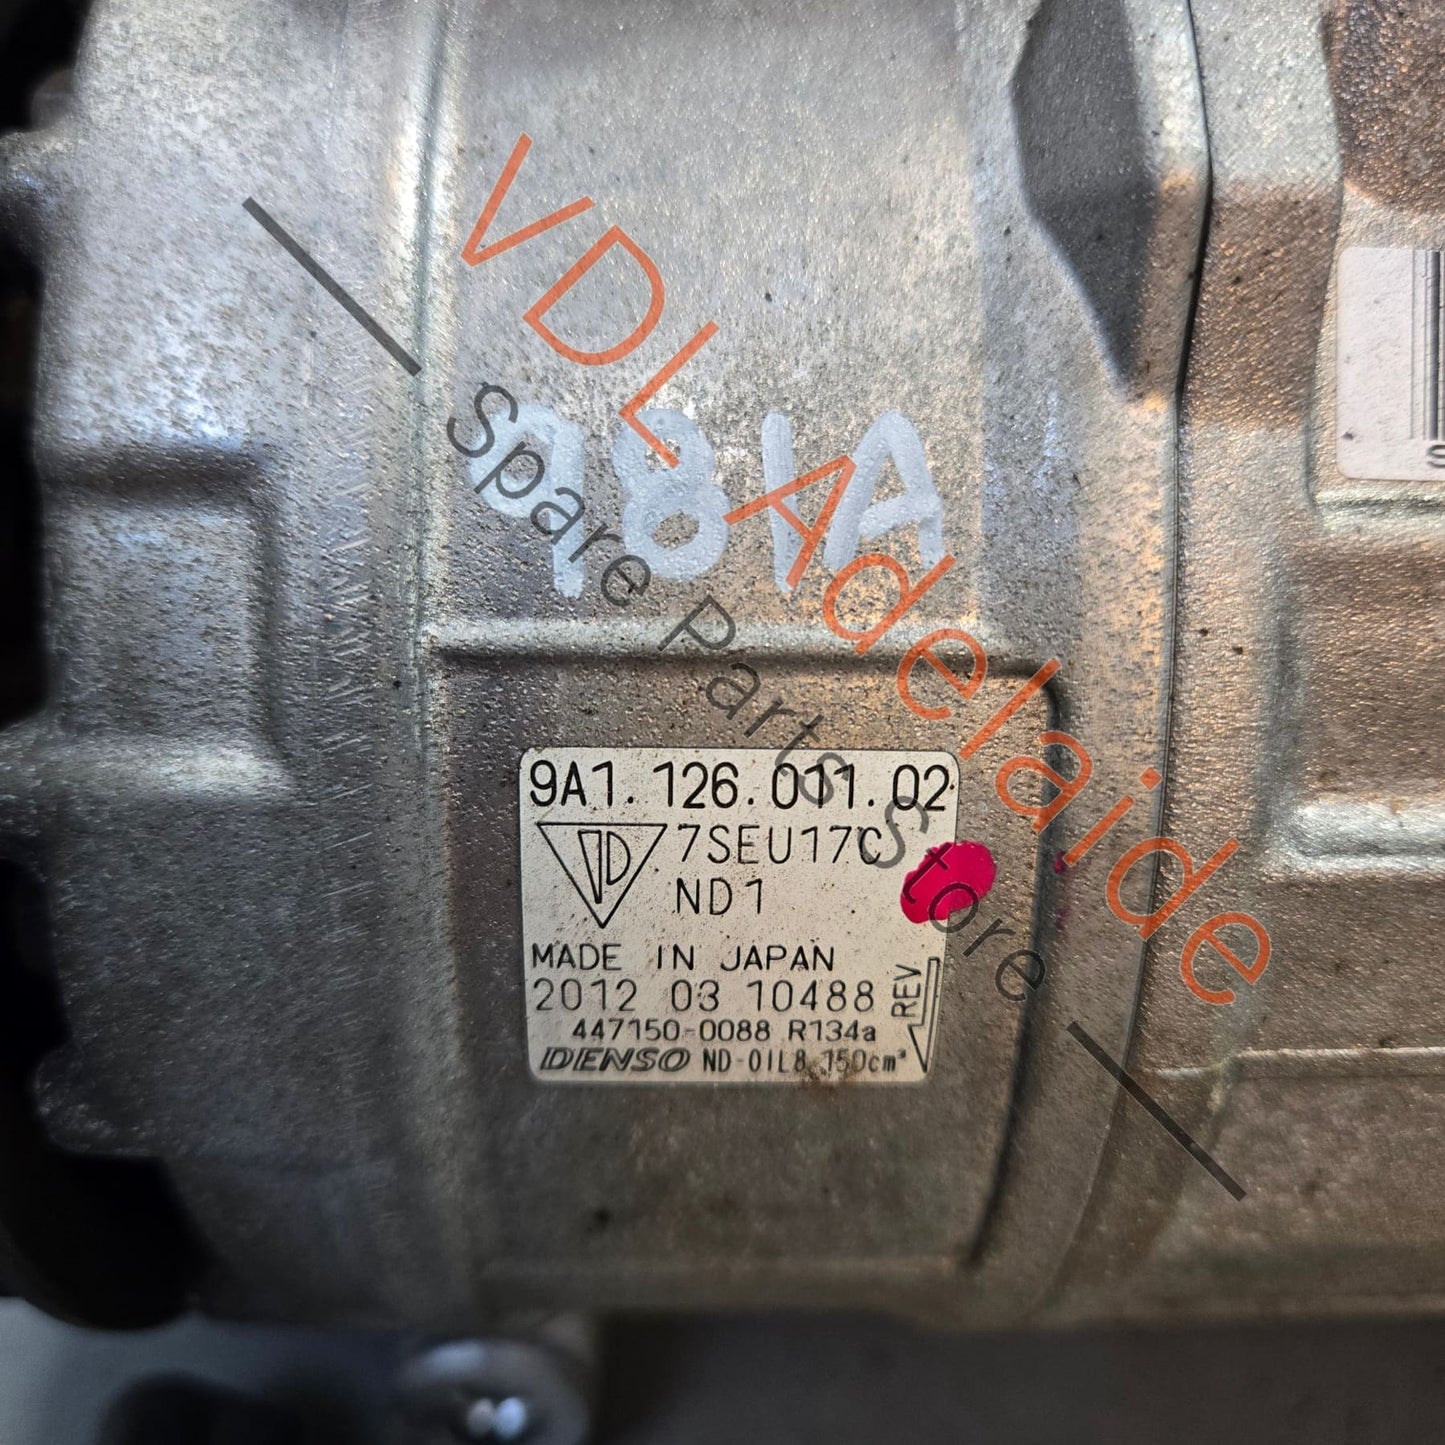 VDL Adelaide
Spare Parts Store
981A
9A1.126.011.02
7SEU17C
ND1
MADE IN JAPAN
2012 03 10488
REV
447150-0088 R134a
DENSO ND-OIL8 150cm³
S